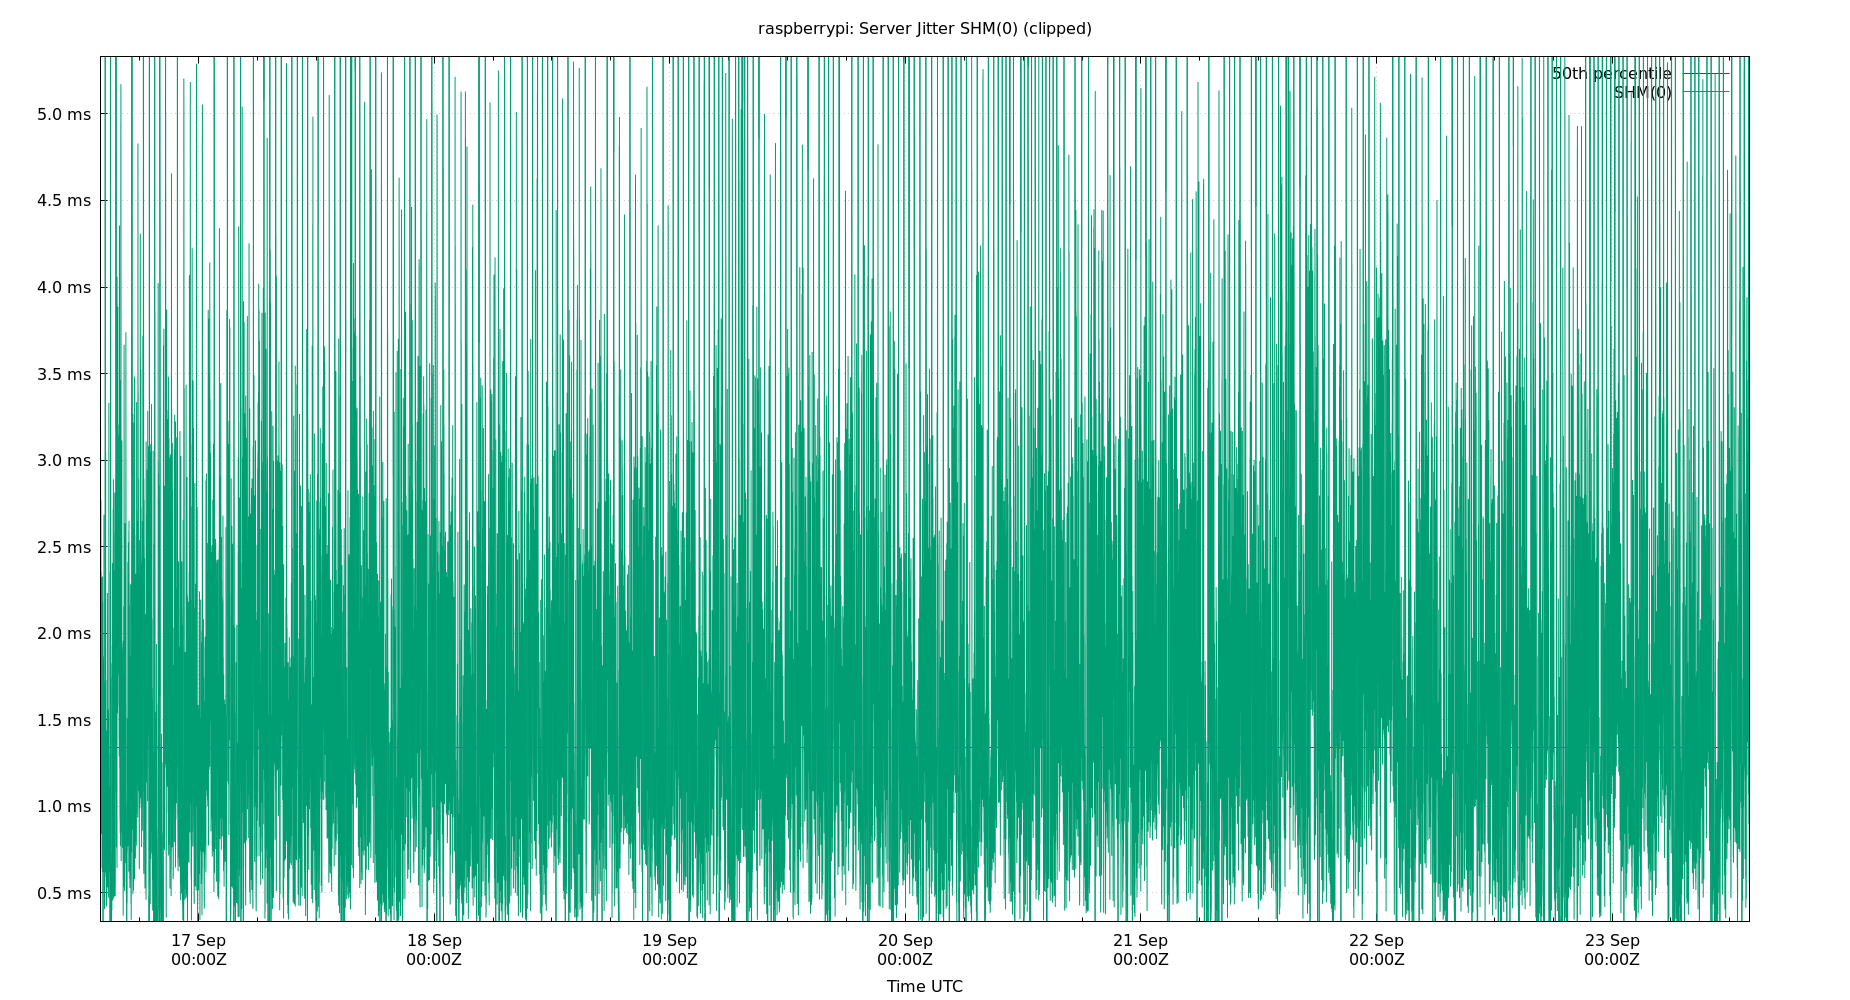 raspberrypi: Server Jitter SHM(0) (clipped)
50th percentile
SHM(0)
5.0 ms
4.5 ms
4.0 ms
3.5 ms
3.0 ms
2.5 ms
2.0 ms
1.5 ms
1.0 ms
0.5 ms
17 Sep 18 Sep 19 Sep 20 Sep 21 Sep 22 Sep 23 Sep
00:00Z 00:00Z 00:00Z 00:00Z 00:00Z 00:00Z 00:00Z
Time UTC